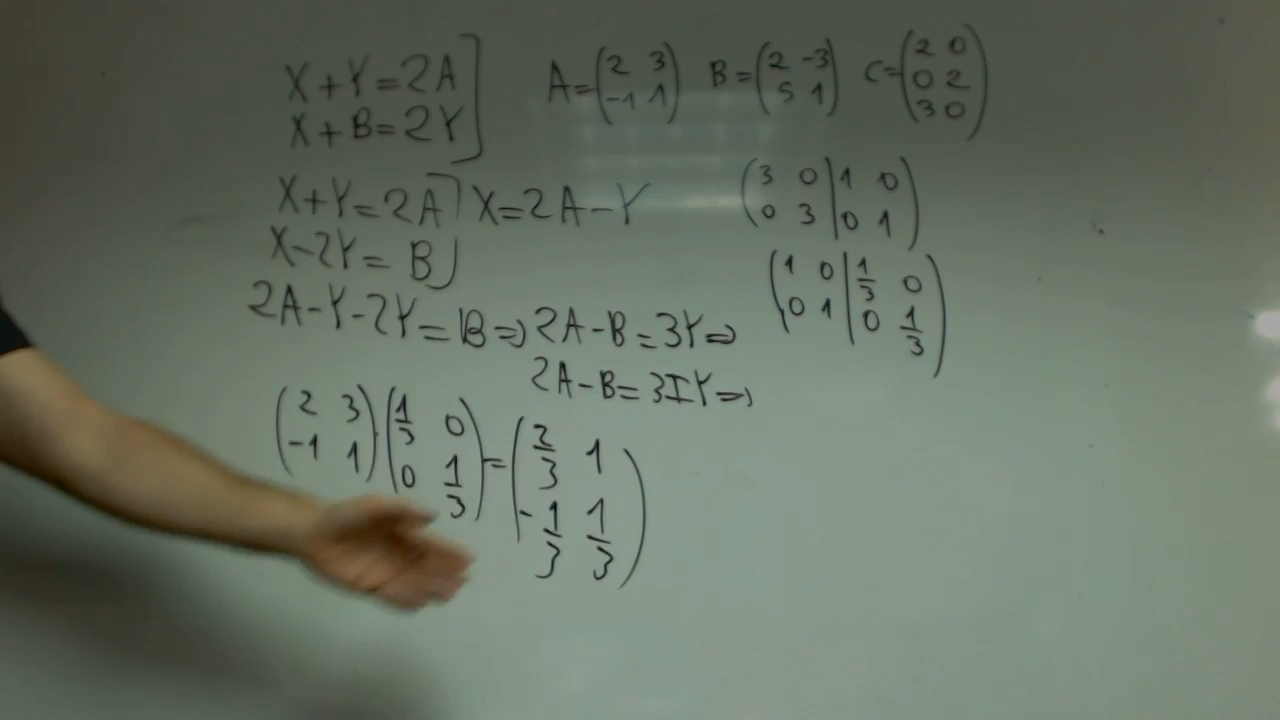 X+Y=2A] A=(2 3 -1 1) B=(2 -3 5 1) C=(2 0 0 2 3 0)
X+B=2Y]
X+Y=2A] X=2A-Y
X-2Y=B]
2A-Y-2Y=B⇒2A-B=3Y⇒
2A-B=3IY⇒
(3 0|1 0)
(0 3|0 1)
(1 0|1/3 0)
(0 1|0 1/3)
(2 3 -1 1)·(1/3 0 0 1/3)=(2/3 1 -1/3 1/3)